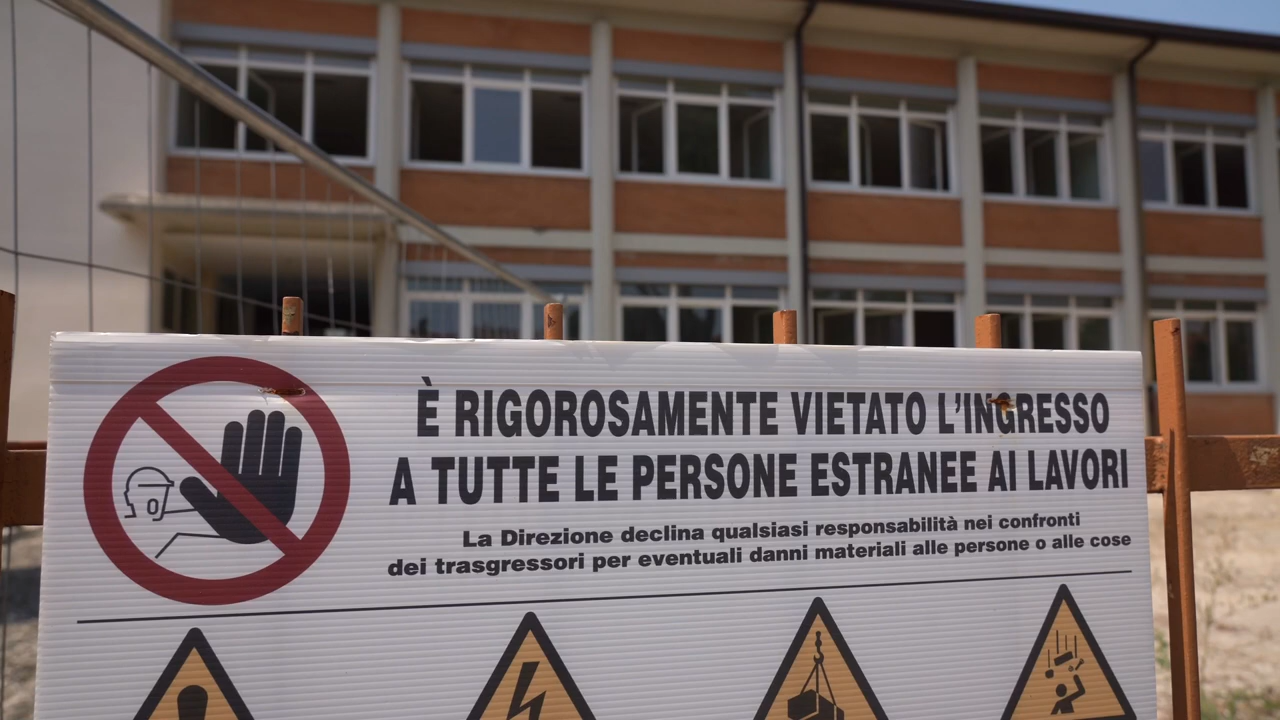 È RIGOROSAMENTE VIETATO L'INGRESSO
A TUTTE LE PERSONE ESTRANEE AI LAVORI
La Direzione declina qualsiasi responsabilità nei confronti
dei trasgressori per eventuali danni materiali alle persone o alle cose